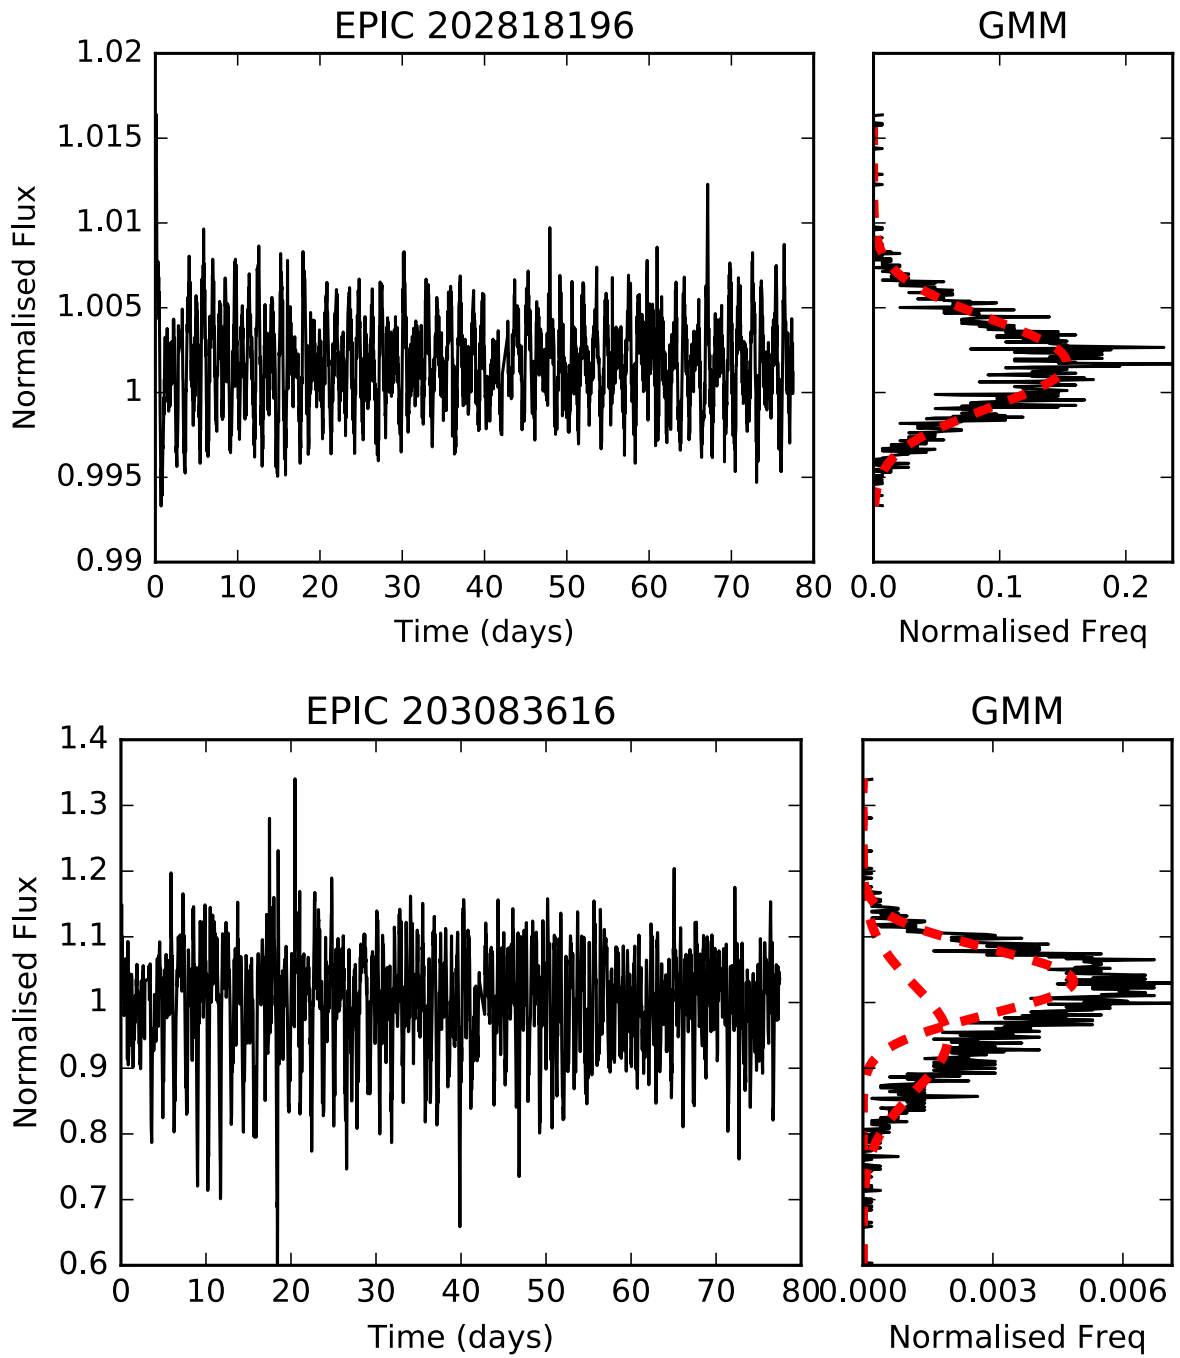 EPIC 202818196 GMM
1.02
1.015
1.01
1.005
1
0.995
0.99
Normalised Flux
0 10 20 30 40 50 60 70 80 0.0 0.1 0.2
Time (days) Normalised Freq
EPIC 203083616 GMM
1.4
1.3
1.2
1.1
1
0.9
0.8
0.7
0.6
Normalised Flux
0 10 20 30 40 50 60 70 80 0.000 0.003 0.006
Time (days) Normalised Freq